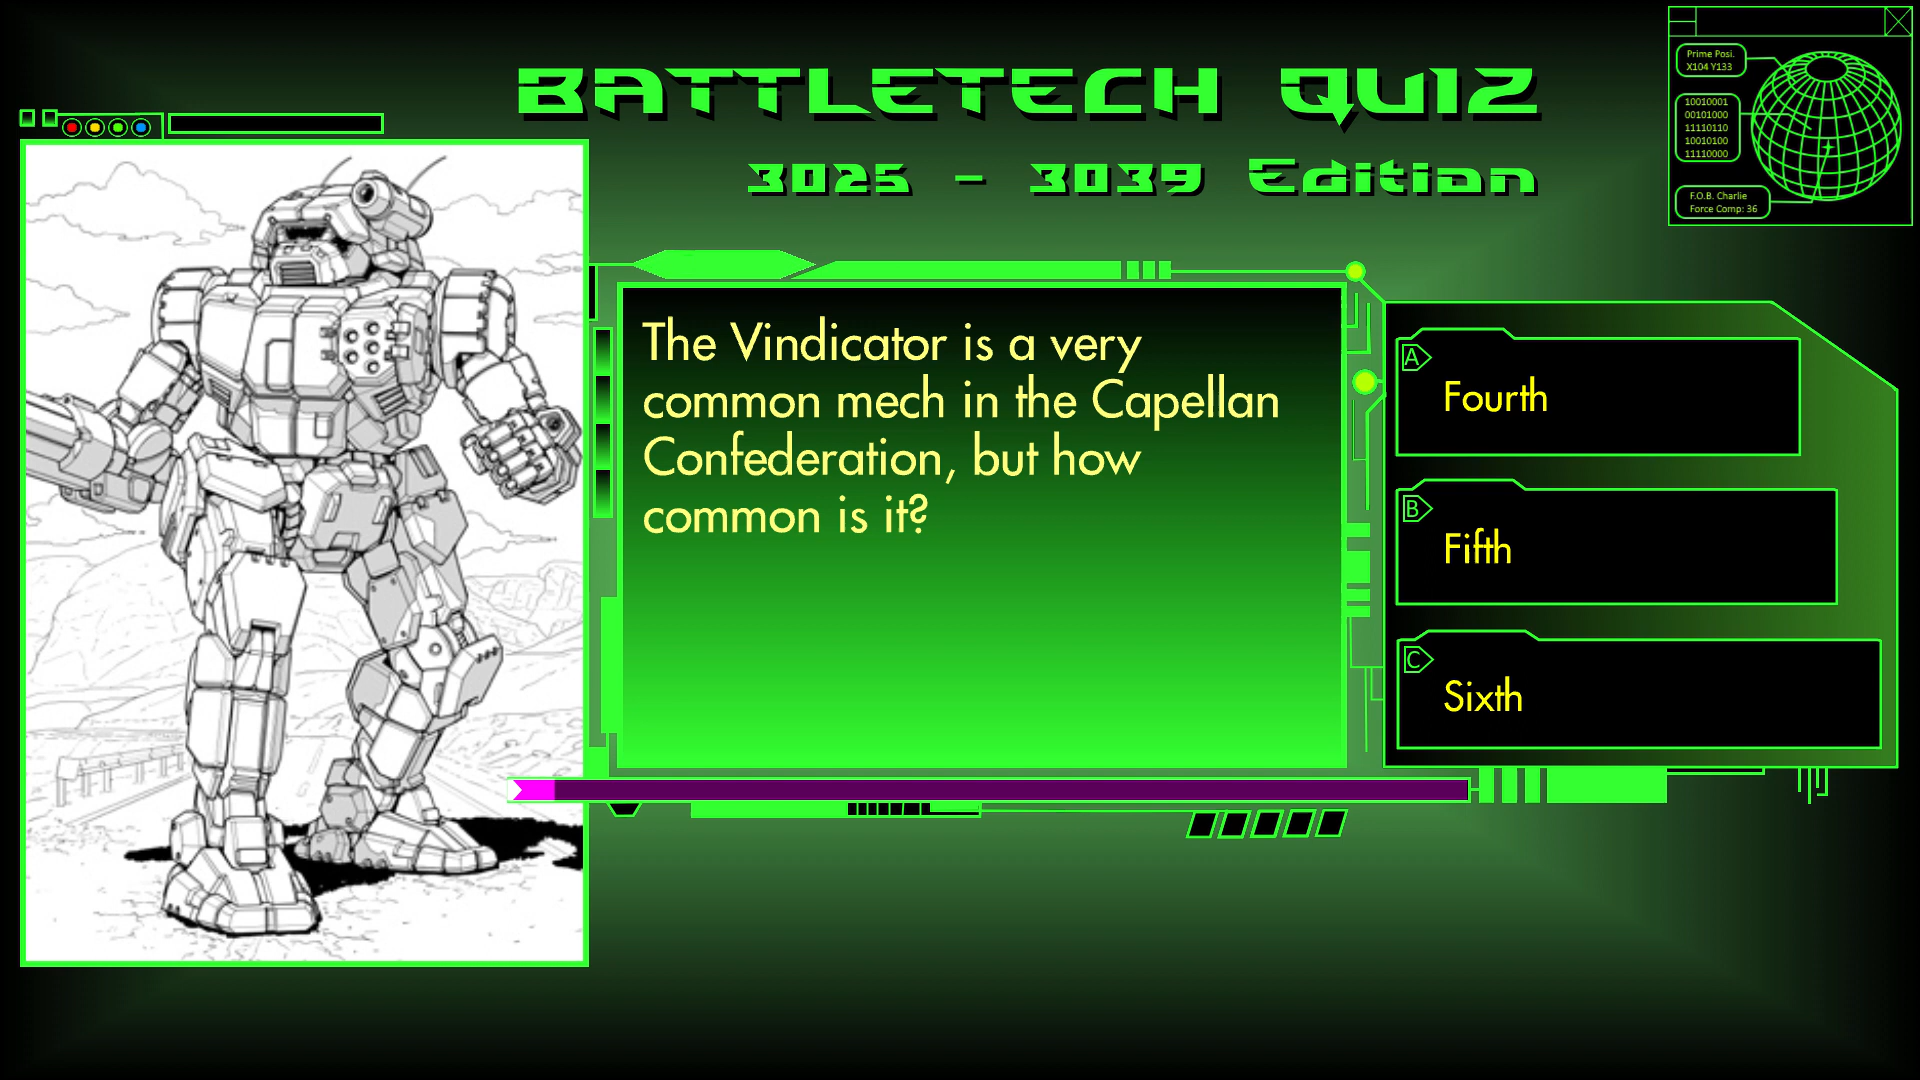 BATTLETECH QUIZ
3025 - 3039 Edition
Prime Posi.
X104 Y133
10010001
00101000
11110110
10010100
11110000
F.O.B. Charlie
Force Comp: 36
The Vindicator is a very
common mech in the Capellan
Confederation, but how
common is it?
A
Fourth
B
Fifth
C
Sixth